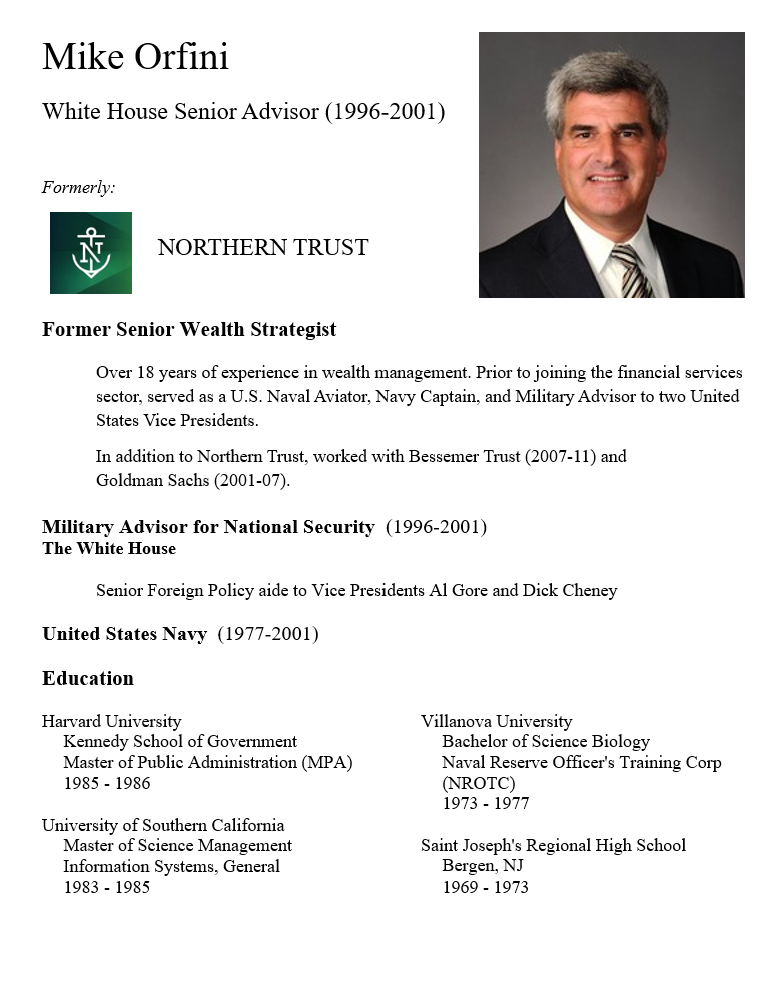 Mike Orfini
White House Senior Advisor (1996-2001)
Formerly:
NORTHERN TRUST
Former Senior Wealth Strategist
Over 18 years of experience in wealth management. Prior to joining the financial services
sector, served as a U.S. Naval Aviator, Navy Captain, and Military Advisor to two United
States Vice Presidents.
In addition to Northern Trust, worked with Bessemer Trust (2007-11) and
Goldman Sachs (2001-07).
Military Advisor for National Security (1996-2001)
The White House
Senior Foreign Policy aide to Vice Presidents Al Gore and Dick Cheney
United States Navy (1977-2001)
Education
Harvard University
Kennedy School of Government
Master of Public Administration (MPA)
1985 - 1986
University of Southern California
Master of Science Management
Information Systems, General
1983 - 1985
Villanova University
Bachelor of Science Biology
Naval Reserve Officer's Training Corp
(NROTC)
1973 - 1977
Saint Joseph's Regional High School
Bergen, NJ
1969 - 1973